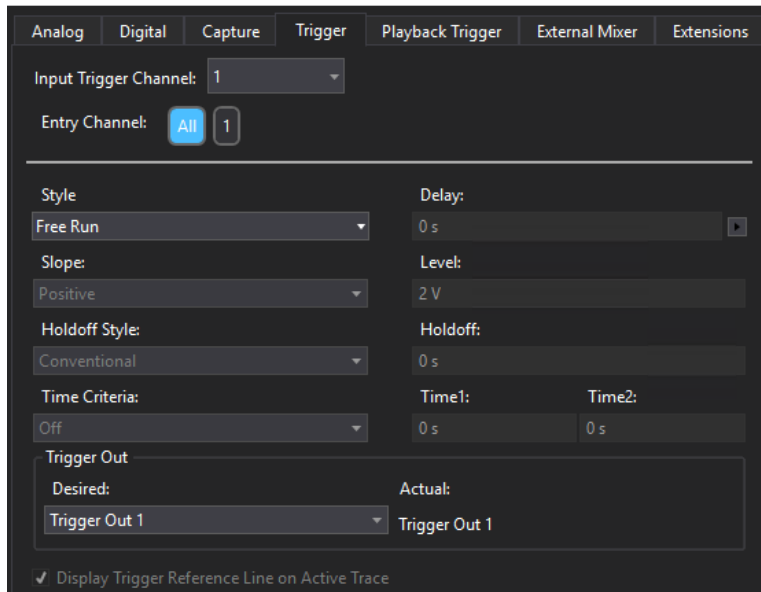 Analog Digital Capture Trigger Playback Trigger External Mixer Extensions
Input Trigger Channel: 1
Entry Channel: All 1
Style Delay:
Free Run 0 s
Slope: Level:
Positive 2 V
Holdoff Style: Holdoff:
Conventional 0 s
Time Criteria: Time1: Time2:
Off 0 s 0 s
Trigger Out
Desired: Actual:
Trigger Out 1 Trigger Out 1
Display Trigger Reference Line on Active Trace